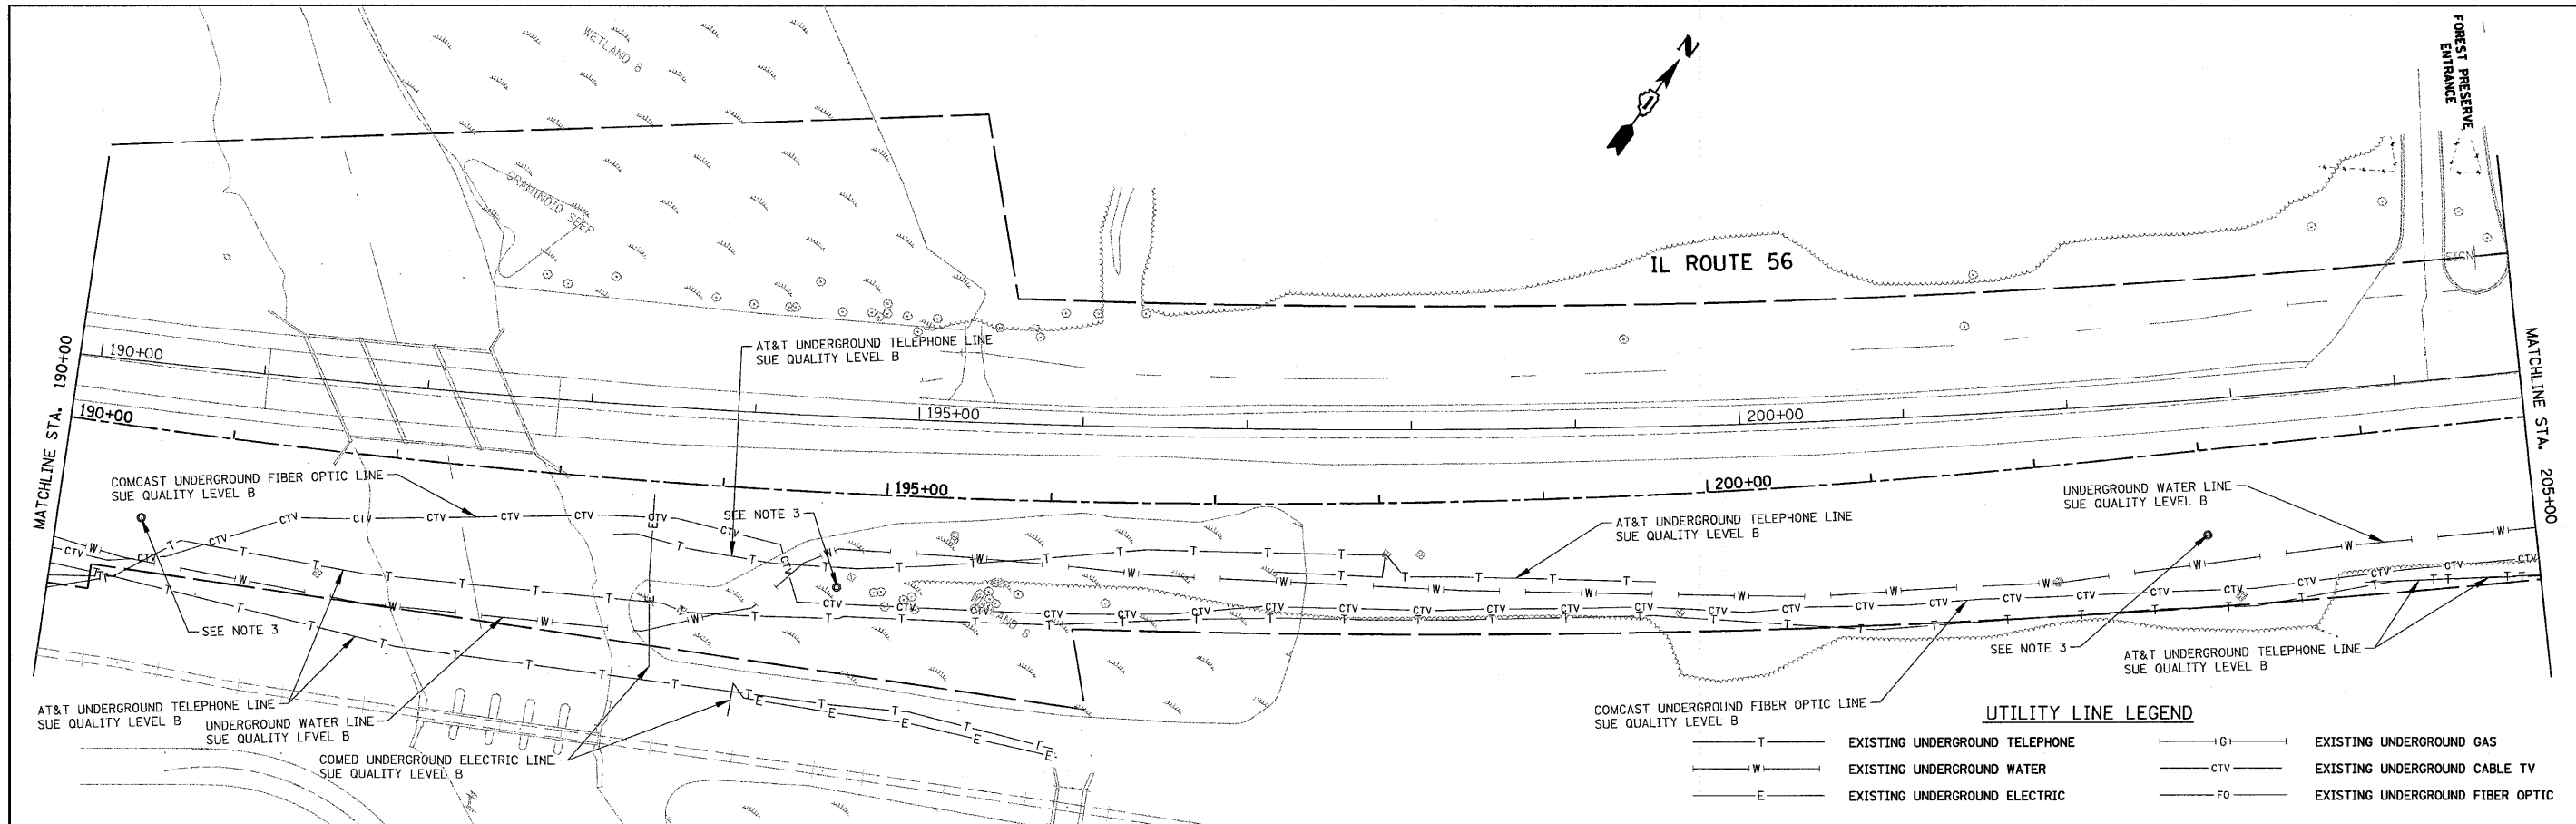 WETLAND 8
GRAMINOID SEEP
N
FOREST PRESERVE
ENTRANCE
IL ROUTE 56
SIGN
MATCHLINE STA. 190+00
190+00
190+00
AT&T UNDERGROUND TELEPHONE LINE
SUE QUALITY LEVEL B
195+00
200+00
MATCHLINE STA. 205+00
COMCAST UNDERGROUND FIBER OPTIC LINE
SUE QUALITY LEVEL B
195+00
200+00
SEE NOTE 3
AT&T UNDERGROUND TELEPHONE LINE
SUE QUALITY LEVEL B
UNDERGROUND WATER LINE
SUE QUALITY LEVEL B
SEE NOTE 3
WETLAND 8
SEE NOTE 3
AT&T UNDERGROUND TELEPHONE LINE
SUE QUALITY LEVEL B
AT&T UNDERGROUND TELEPHONE LINE
SUE QUALITY LEVEL B
UNDERGROUND WATER LINE
SUE QUALITY LEVEL B
COMED UNDERGROUND ELECTRIC LINE
SUE QUALITY LEVEL B
COMCAST UNDERGROUND FIBER OPTIC LINE
SUE QUALITY LEVEL B
UTILITY LINE LEGEND
T EXISTING UNDERGROUND TELEPHONE
G EXISTING UNDERGROUND GAS
W EXISTING UNDERGROUND WATER
CTV EXISTING UNDERGROUND CABLE TV
E EXISTING UNDERGROUND ELECTRIC
FO EXISTING UNDERGROUND FIBER OPTIC